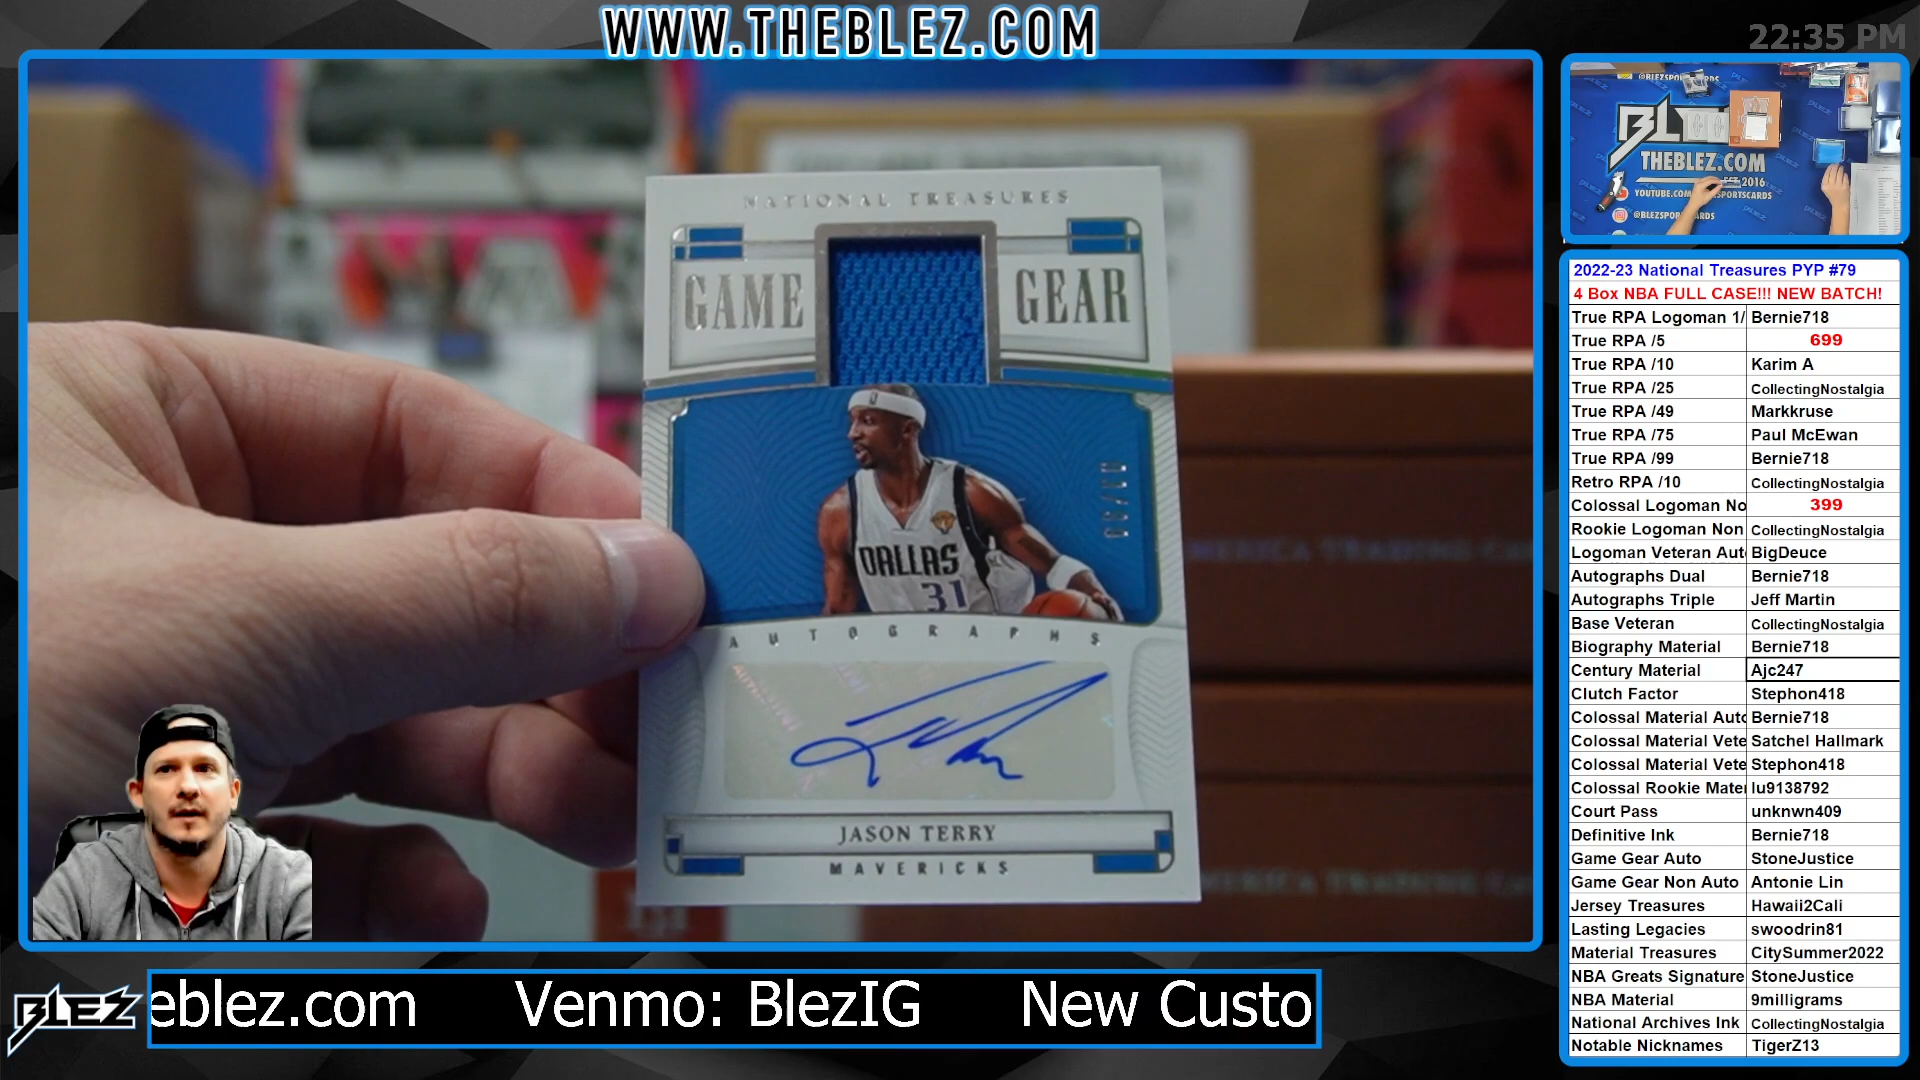 WWW.THEBLEZ.COM
22:35 PM
NATIONAL TREASURES
GAME GEAR
DALLAS
31
AUTOGRAPHS
JASON TERRY
MAVERICKS
BL
THEBLEZ.COM
2016
@BLEZSPORTCARDS
2022-23 National Treasures PYP #79
4 Box NBA FULL CASE!!! NEW BATCH!
True RPA Logoman 1/ Bernie718
True RPA /5 699
True RPA /10 Karim A
True RPA /25 CollectingNostalgia
True RPA /49 Markkruse
True RPA /75 Paul McEwan
True RPA /99 Bernie718
Retro RPA /10 CollectingNostalgia
Colossal Logoman No 399
Rookie Logoman Non CollectingNostalgia
Logoman Veteran Aut BigDeuce
Autographs Dual Bernie718
Autographs Triple Jeff Martin
Base Veteran CollectingNostalgia
Biography Material Bernie718
Century Material Ajc247
Clutch Factor Stephon418
Colossal Material Auto Bernie718
Colossal Material Vete Satchel Hallmark
Colossal Material Vete Stephon418
Colossal Rookie Mate lu9138792
Court Pass unknwn409
Definitive Ink Bernie718
Game Gear Auto StoneJustice
Game Gear Non Auto Antonie Lin
Jersey Treasures Hawaii2Cali
Lasting Legacies swoodrin81
Material Treasures CitySummer2022
NBA Greats Signature StoneJustice
NBA Material 9milligrams
National Archives Ink CollectingNostalgia
Notable Nicknames TigerZ13
BLEZ
eblez.com Venmo: BlezIG New Custo